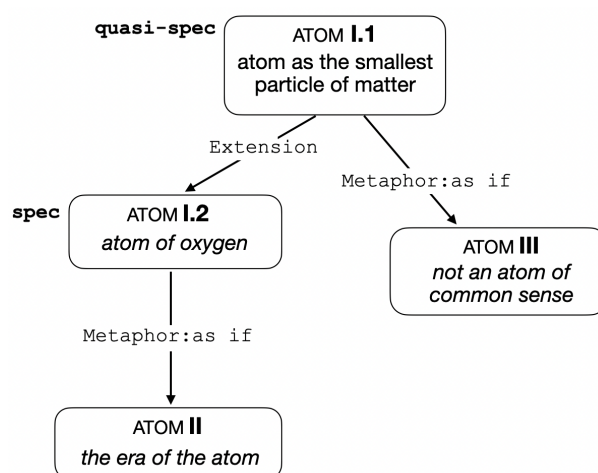 quasi-spec
ATOM I.1
atom as the smallest
particle of matter
Extension
Metaphor:as if
spec
ATOM I.2
atom of oxygen
ATOM III
not an atom of
common sense
Metaphor:as if
ATOM II
the era of the atom